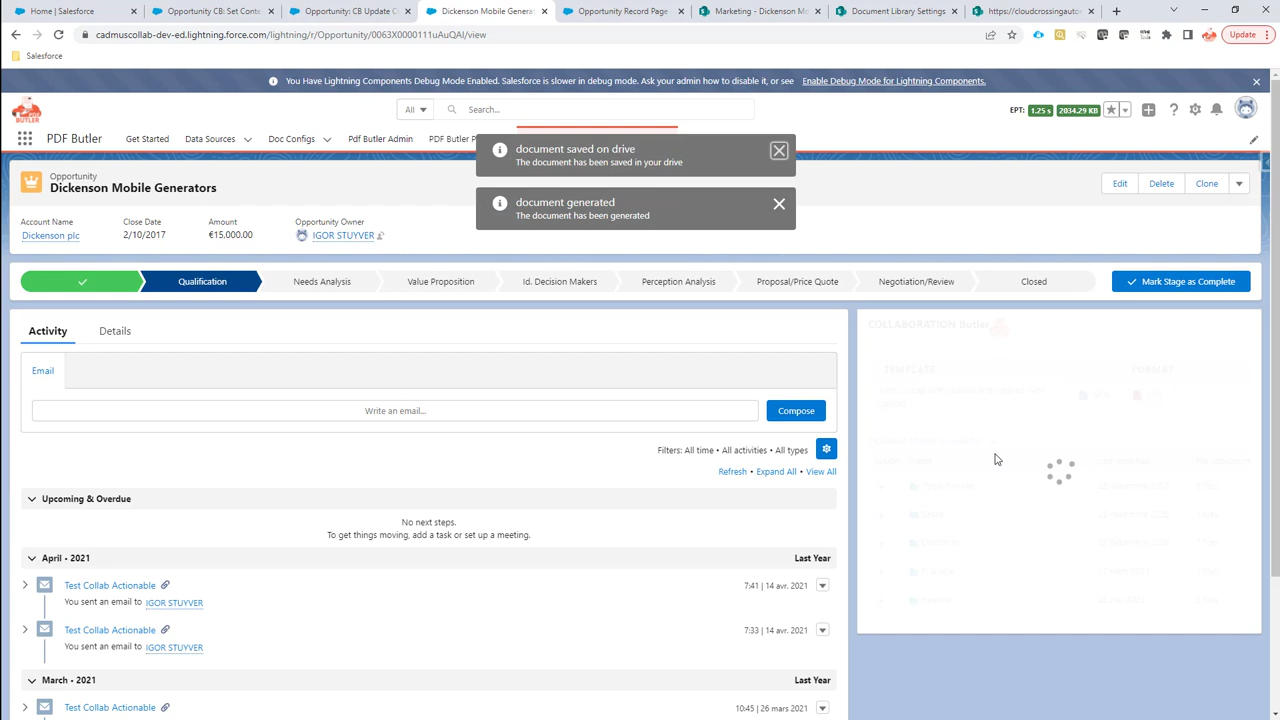 Home | Salesforce
Opportunity CB: Set Conte
Opportunity: CB Update C
Dickenson Mobile Generat
Opportunity Record Page
Marketing - Documents - D
Document Library Settings
https://cloudcrossingautom
cadmuscollab-dev-ed.lightning.force.com/lightning/r/Opportunity/0063X0000111uAuQAI/view
Update
Salesforce
You Have Lightning Components Debug Mode Enabled. Salesforce is slower in debug mode. Ask your admin how to disable it, or see Enable Debug Mode for Lightning Components.
PDF BUTLER
All
Search...
EPT: 1.25 s 2034.29 KB
PDF Butler
Get Started
Data Sources
Doc Configs
Pdf Butler Admin
PDF Butler P
document saved on drive
The document has been saved in your drive
document generated
The document has been generated
Opportunity
Dickenson Mobile Generators
Edit
Delete
Clone
Account Name
Close Date
Amount
Opportunity Owner
Dickenson plc
2/10/2017
€15,000.00
IGOR STUYVER
Qualification
Needs Analysis
Value Proposition
Id. Decision Makers
Perception Analysis
Proposal/Price Quote
Negotiation/Review
Closed
Mark Stage as Complete
Activity
Details
COLLABORATION Butler
TEMPLATE
FORMAT
Email
Write an email...
Compose
Filters: All time • All activities • All types
Refresh • Expand All • View All
Upcoming & Overdue
No next steps.
To get things moving, add a task or set up a meeting.
April • 2021
Last Year
Test Collab Actionable
7:41 | 14 avr. 2021
You sent an email to IGOR STUYVER
Test Collab Actionable
7:33 | 14 avr. 2021
You sent an email to IGOR STUYVER
March • 2021
Last Year
Test Collab Actionable
10:45 | 26 mars 2021